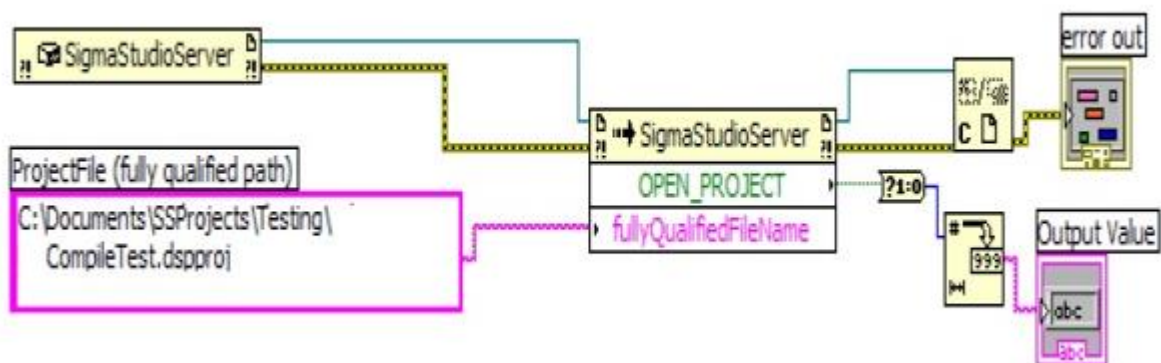 SigmaStudioServer
error out
SigmaStudioServer
C
ProjectFile (fully qualified path)
OPEN_PROJECT
?1:0
C:\Documents\SSProjects\Testing\
CompileTest.dspproj
fullyQualifiedFileName
#
999
Output Value
abc
abc